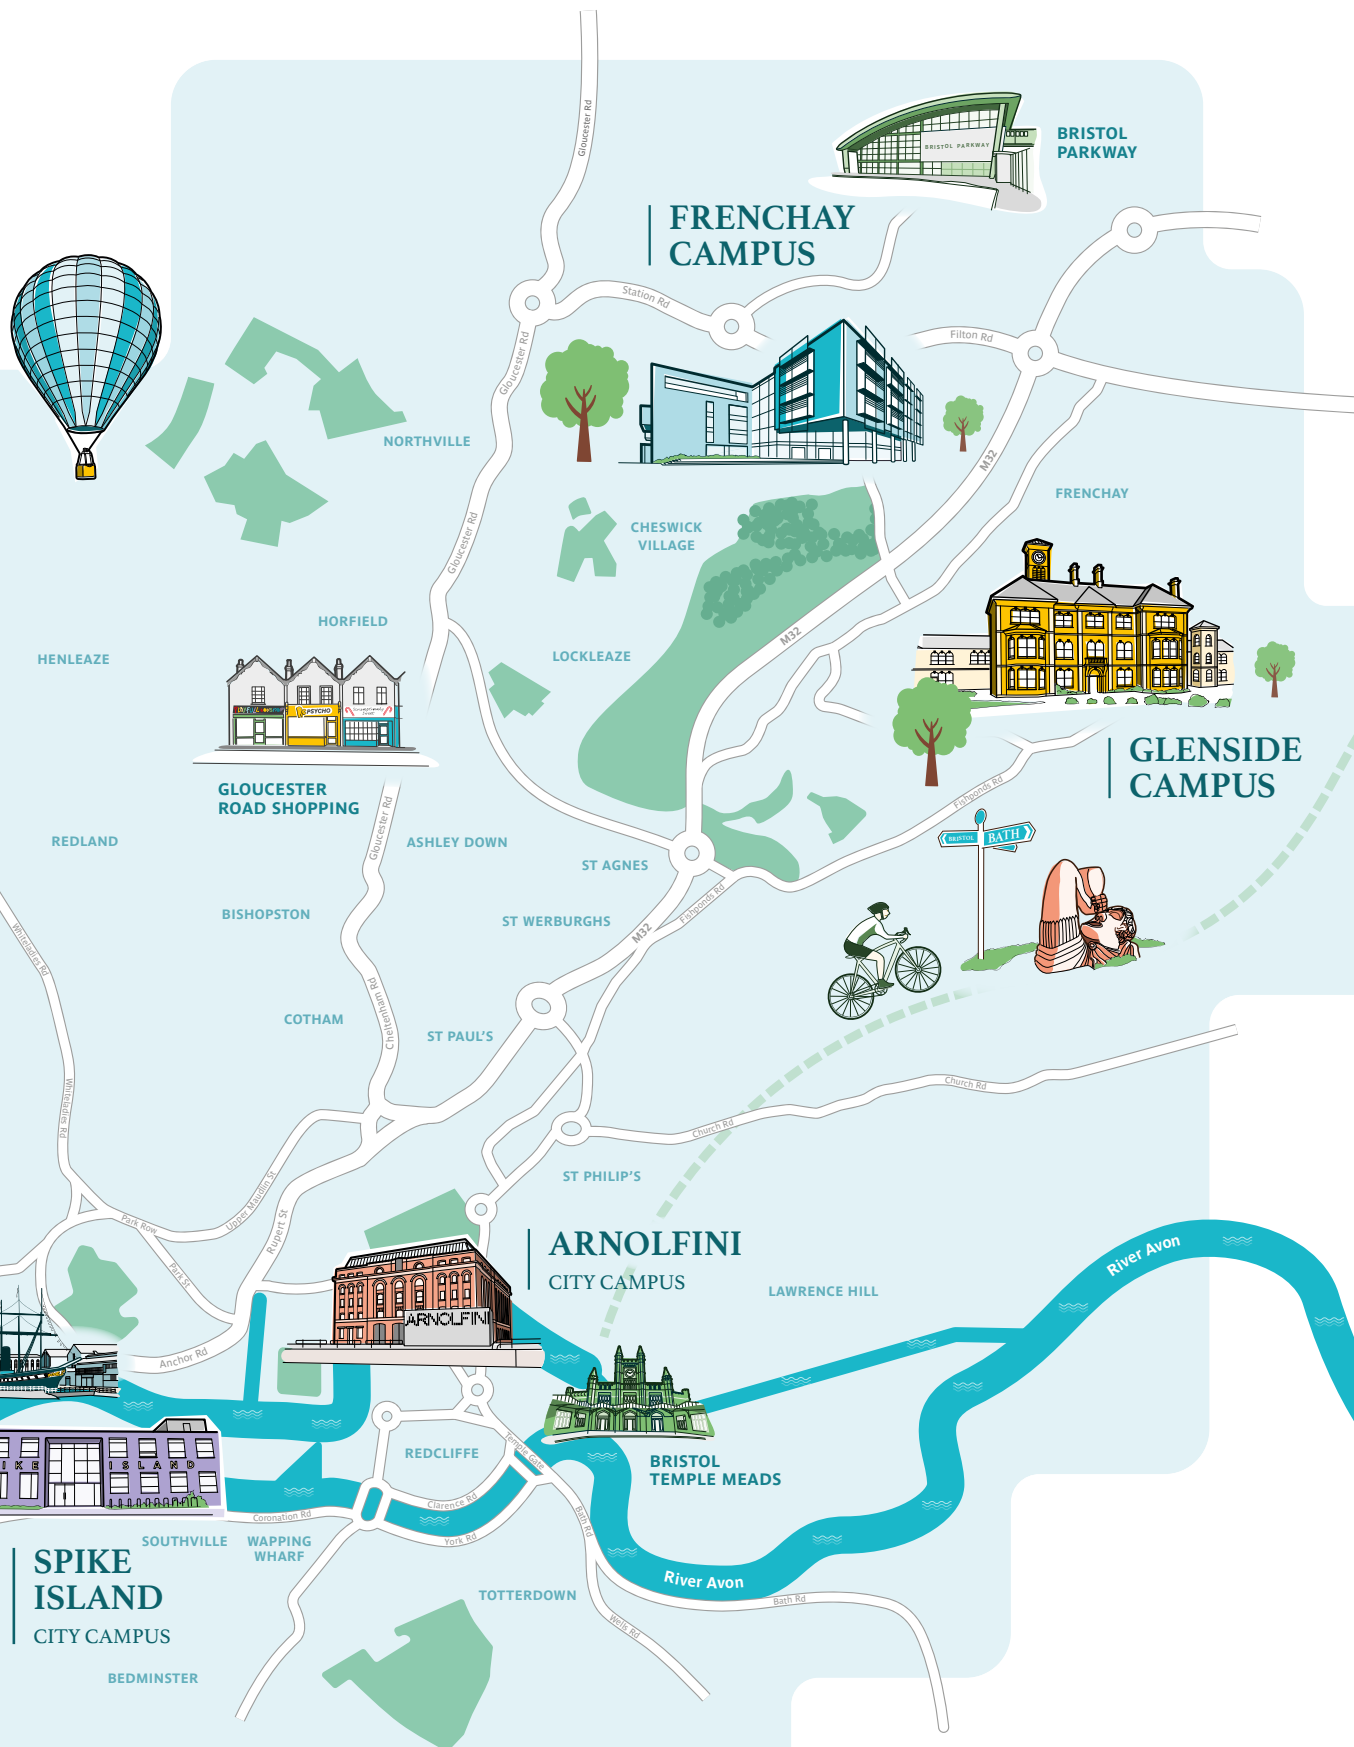 Gloucester Rd
BRISTOL PARKWAY
BRISTOL
PARKWAY
FRENCHAY
CAMPUS
Station Rd
Filton Rd
Gloucester Rd
NORTHVILLE
M32
FRENCHAY
CHESWICK
VILLAGE
Gloucester Rd
HORFIELD
M32
LOCKLEAZE
HENLEAZE
PSYCHO
GLENSIDE
CAMPUS
GLOUCESTER
ROAD SHOPPING
Fishponds Rd
Gloucester Rd
BRISTOL
BATH
REDLAND
ASHLEY DOWN
ST AGNES
Fishponds Rd
BISHOPSTON
ST WERBURGHS
M32
Whiteladies Rd
Cheltenham Rd
COTHAM
ST PAUL'S
Church Rd
Whiteladies Rd
Church Rd
ST PHILIP'S
Upper Maudlin St
Park Row
Rupert St
ARNOLFINI
CITY CAMPUS
River Avon
Park St
LAWRENCE HILL
ARNOLFINI
Anchor Rd
REDCLIFFE
Temple Gate
BRISTOL
TEMPLE MEADS
IKE ISLAND
Clarence Rd
Coronation Rd
Bath Rd
York Rd
SOUTHVILLE
WAPPING
WHARF
SPIKE
ISLAND
CITY CAMPUS
River Avon
TOTTERDOWN
Bath Rd
Wells Rd
BEDMINSTER